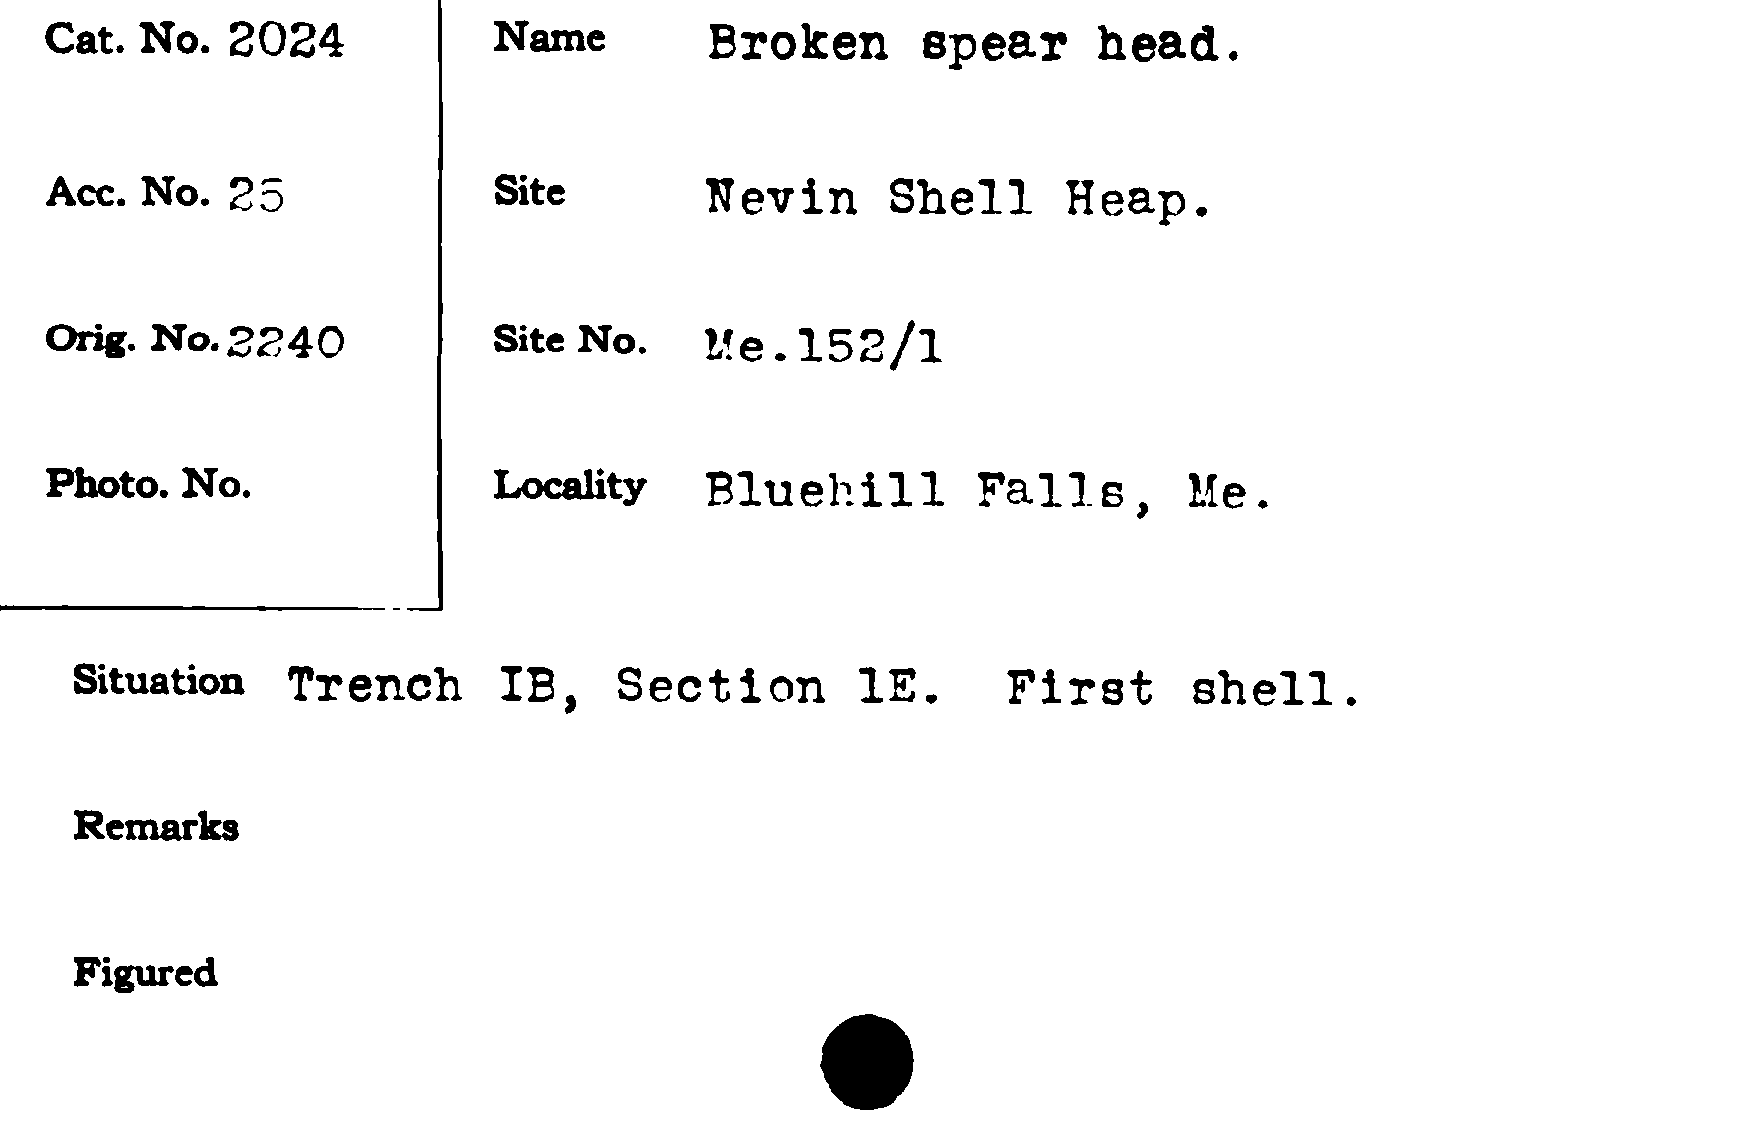 Cat. No. 2024
Name Broken spear head.
Acc. No. 25
Site Nevin Shell Heap.
Orig. No. 2240
Site No. Me.152/1
Photo. No.
Locality Bluehill Falls, Me.
Situation Trench IB, Section 1E. First shell.
Remarks
Figured